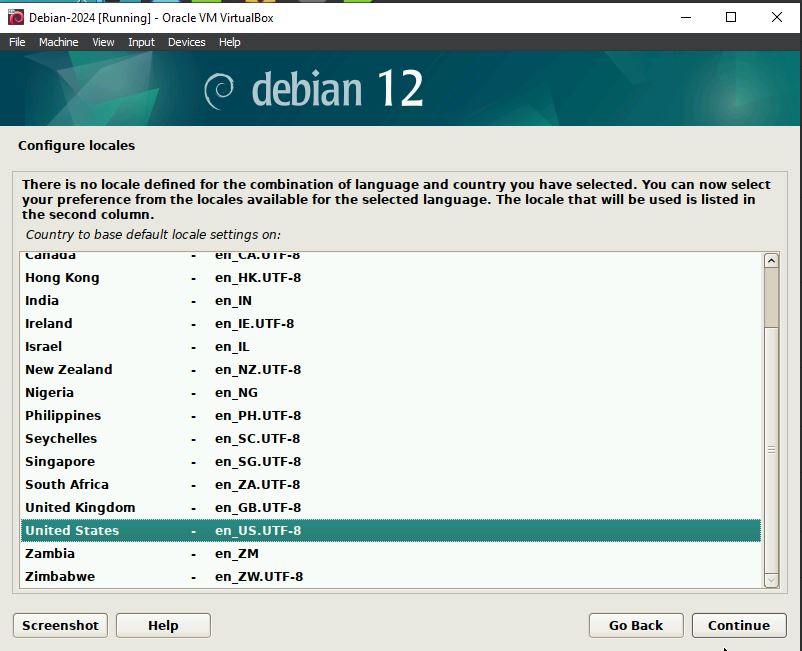 Debian-2024 [Running] - Oracle VM VirtualBox
File Machine View Input Devices Help
debian 12
Configure locales
There is no locale defined for the combination of language and country you have selected. You can now select
your preference from the locales available for the selected language. The locale that will be used is listed in
the second column.
Country to base default locale settings on:
Canada - en_CA.UTF-8
Hong Kong - en_HK.UTF-8
India - en_IN
Ireland - en_IE.UTF-8
Israel - en_IL
New Zealand - en_NZ.UTF-8
Nigeria - en_NG
Philippines - en_PH.UTF-8
Seychelles - en_SC.UTF-8
Singapore - en_SG.UTF-8
South Africa - en_ZA.UTF-8
United Kingdom - en_GB.UTF-8
United States - en_US.UTF-8
Zambia - en_ZM
Zimbabwe - en_ZW.UTF-8
Screenshot Help Go Back Continue